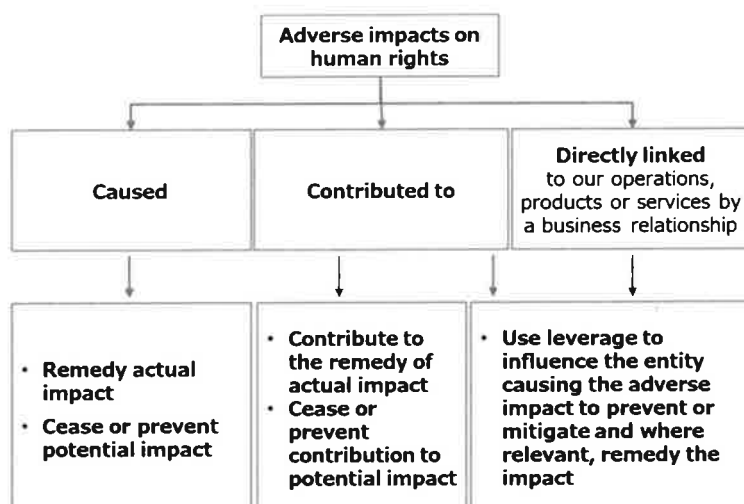 Adverse impacts on
human rights
Caused
Contributed to
Directly linked
to our operations,
products or services by
a business relationship
• Remedy actual
impact
• Cease or prevent
potential impact
• Contribute to
the remedy of
actual impact
• Cease or
prevent
contribution to
potential impact
• Use leverage to
influence the entity
causing the adverse
impact to prevent or
mitigate and where
relevant, remedy the
impact